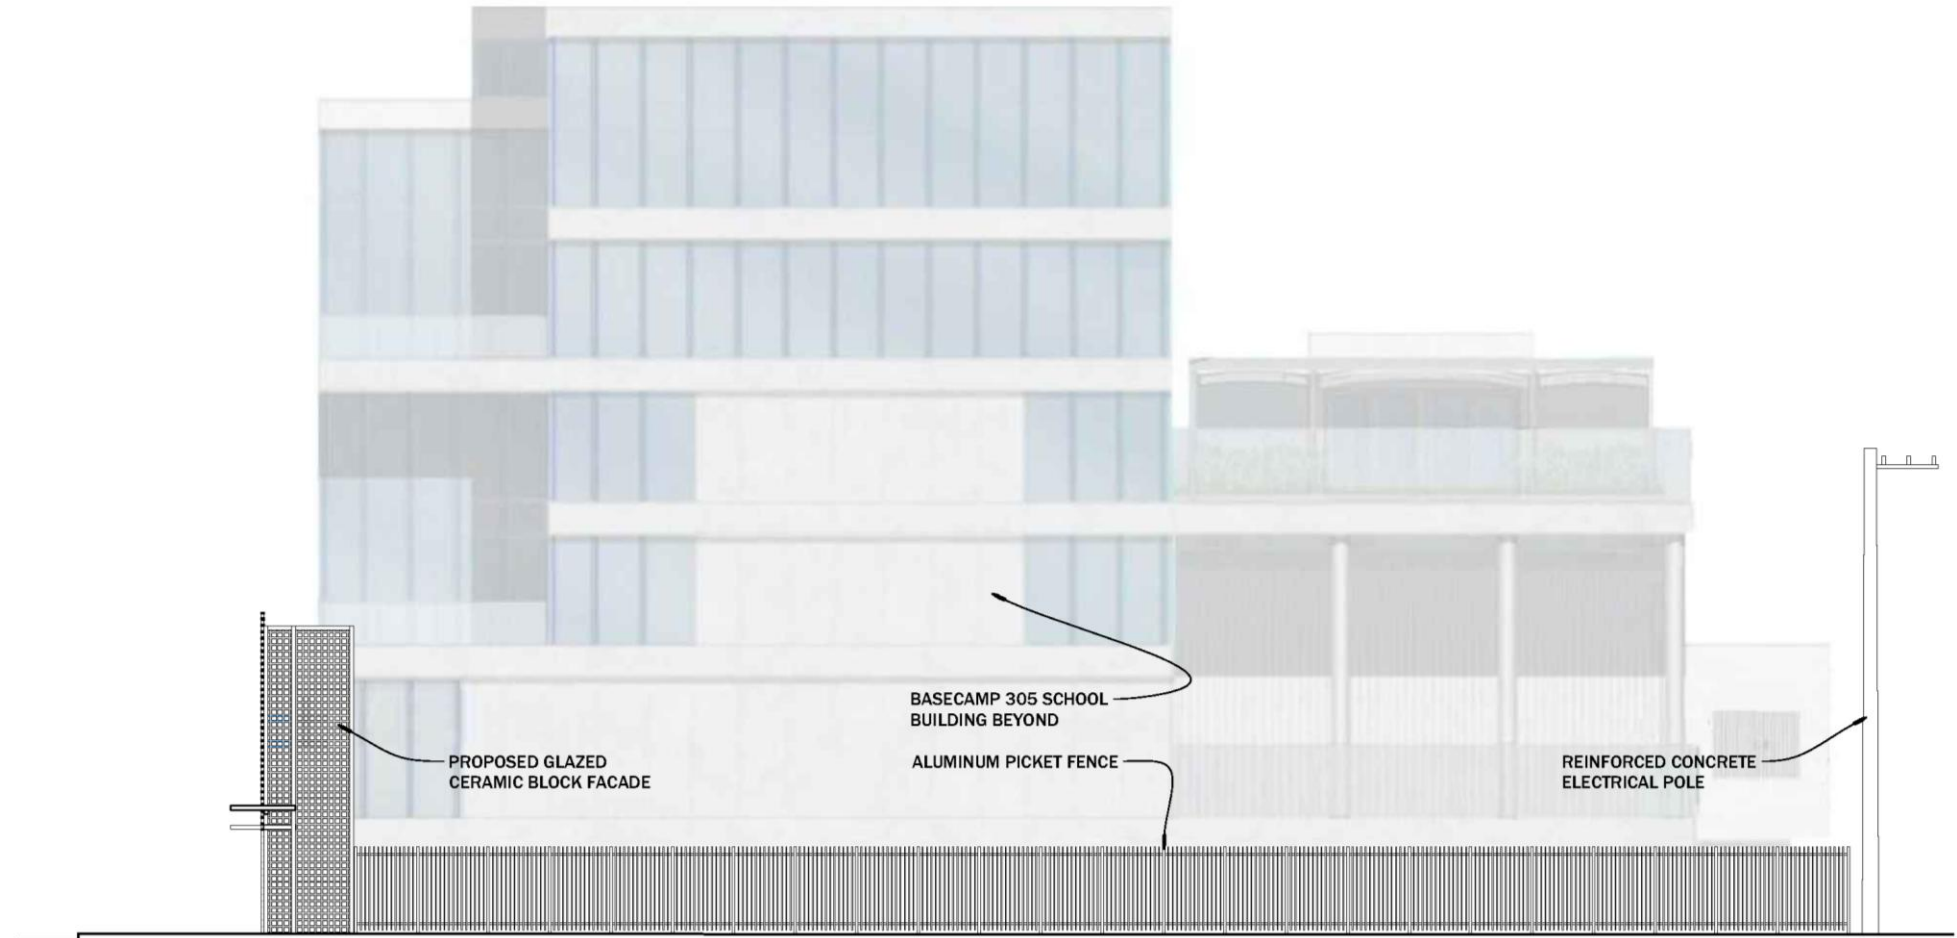 BASECAMP 305 SCHOOL
BUILDING BEYOND
PROPOSED GLAZED
CERAMIC BLOCK FACADE
ALUMINUM PICKET FENCE
REINFORCED CONCRETE
ELECTRICAL POLE